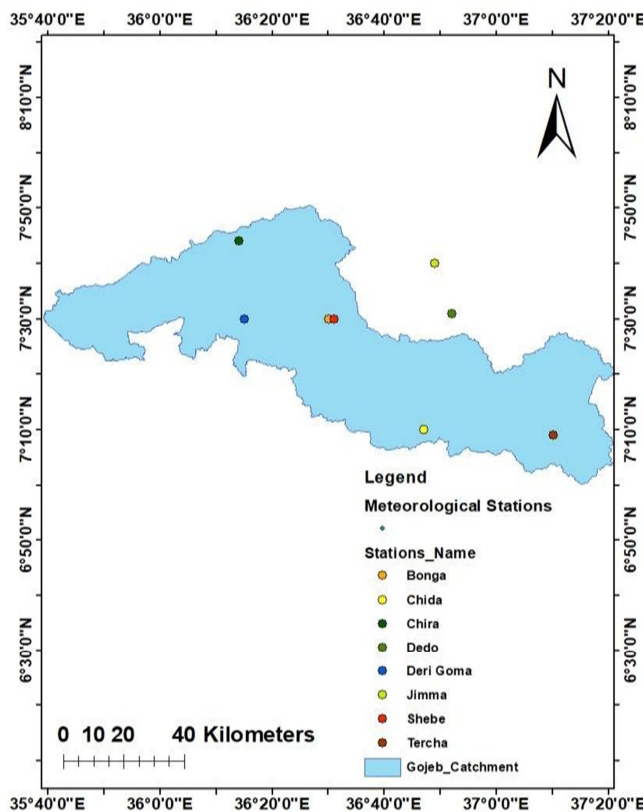 35°40'0"E 36°0'0"E 36°20'0"E 36°40'0"E 37°0'0"E 37°20'0"E
N
8°10'0"N 8°10'0"N
7°50'0"N 7°50'0"N
7°30'0"N 7°30'0"N
7°10'0"N 7°10'0"N
6°50'0"N 6°50'0"N
6°30'0"N 6°30'0"N
Legend
Meteorological Stations
Stations_Name
Bonga
Chida
Chira
Dedo
Deri Goma
Jimma
Shebe
Tercha
Gojeb_Catchment
0 10 20 40 Kilometers
35°40'0"E 36°0'0"E 36°20'0"E 36°40'0"E 37°0'0"E 37°20'0"E